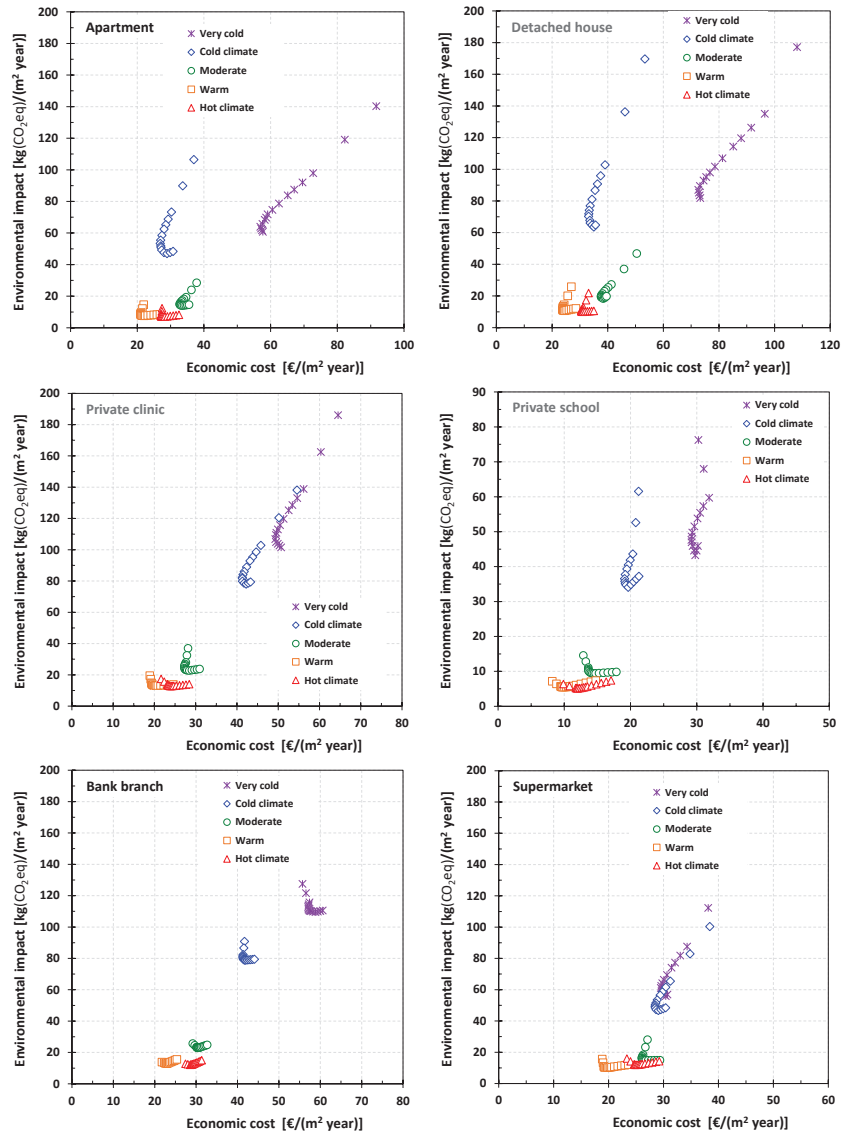 Apartment
Very cold
Cold climate
Moderate
Warm
Hot climate
200
180
160
140
120
100
80
60
40
20
0
0 20 40 60 80 100
Environmental impact [kg(CO₂eq)/(m² year)]
Economic cost [€/(m² year)]
Detached house
Very cold
Cold climate
Moderate
Warm
Hot climate
200
180
160
140
120
100
80
60
40
20
0
0 20 40 60 80 100 120
Environmental impact [kg(CO₂eq)/(m² year)]
Economic cost [€/(m² year)]
Private clinic
Very cold
Cold climate
Moderate
Warm
Hot climate
200
180
160
140
120
100
80
60
40
20
0
0 10 20 30 40 50 60 70 80
Environmental impact [kg(CO₂eq)/(m² year)]
Economic cost [€/(m² year)]
Private school
Very cold
Cold climate
Moderate
Warm
Hot climate
90
80
70
60
50
40
30
20
10
0
0 10 20 30 40 50
Environmental impact [kg(CO₂eq)/(m² year)]
Economic cost [€/(m² year)]
Bank branch
Very cold
Cold climate
Moderate
Warm
Hot climate
200
180
160
140
120
100
80
60
40
20
0
0 10 20 30 40 50 60 70 80
Environmental impact [kg(CO₂eq)/(m² year)]
Economic cost [€/(m² year)]
Supermarket
Very cold
Cold climate
Moderate
Warm
Hot climate
200
180
160
140
120
100
80
60
40
20
0
0 10 20 30 40 50 60
Environmental impact [kg(CO₂eq)/(m² year)]
Economic cost [€/(m² year)]